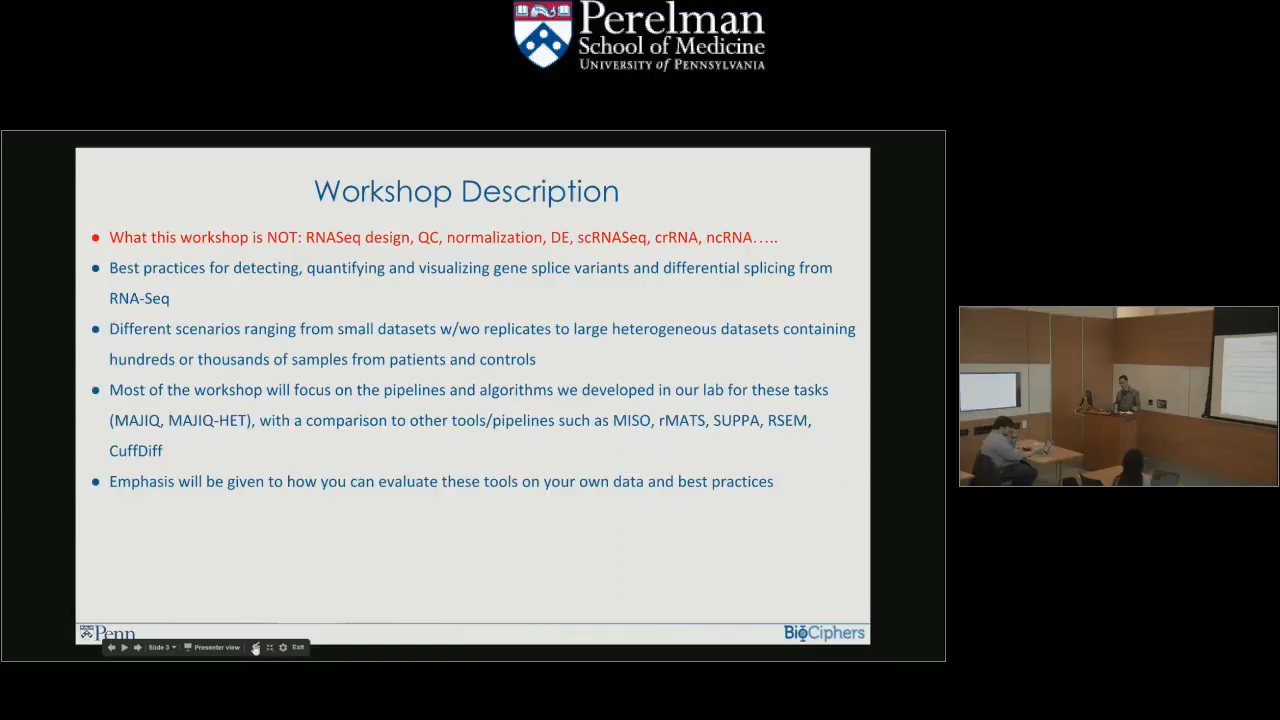 Perelman
School of Medicine
University of Pennsylvania
Workshop Description
● What this workshop is NOT: RNASeq design, QC, normalization, DE, scRNASeq, crRNA, ncRNA…..
● Best practices for detecting, quantifying and visualizing gene splice variants and differential splicing from
RNA-Seq
● Different scenarios ranging from small datasets w/wo replicates to large heterogeneous datasets containing
hundreds or thousands of samples from patients and controls
● Most of the workshop will focus on the pipelines and algorithms we developed in our lab for these tasks
(MAJIQ, MAJIQ-HET), with a comparison to other tools/pipelines such as MISO, rMATS, SUPPA, RSEM,
CuffDiff
● Emphasis will be given to how you can evaluate these tools on your own data and best practices
Penn
BioCiphers
Slide 3 Presenter view Exit